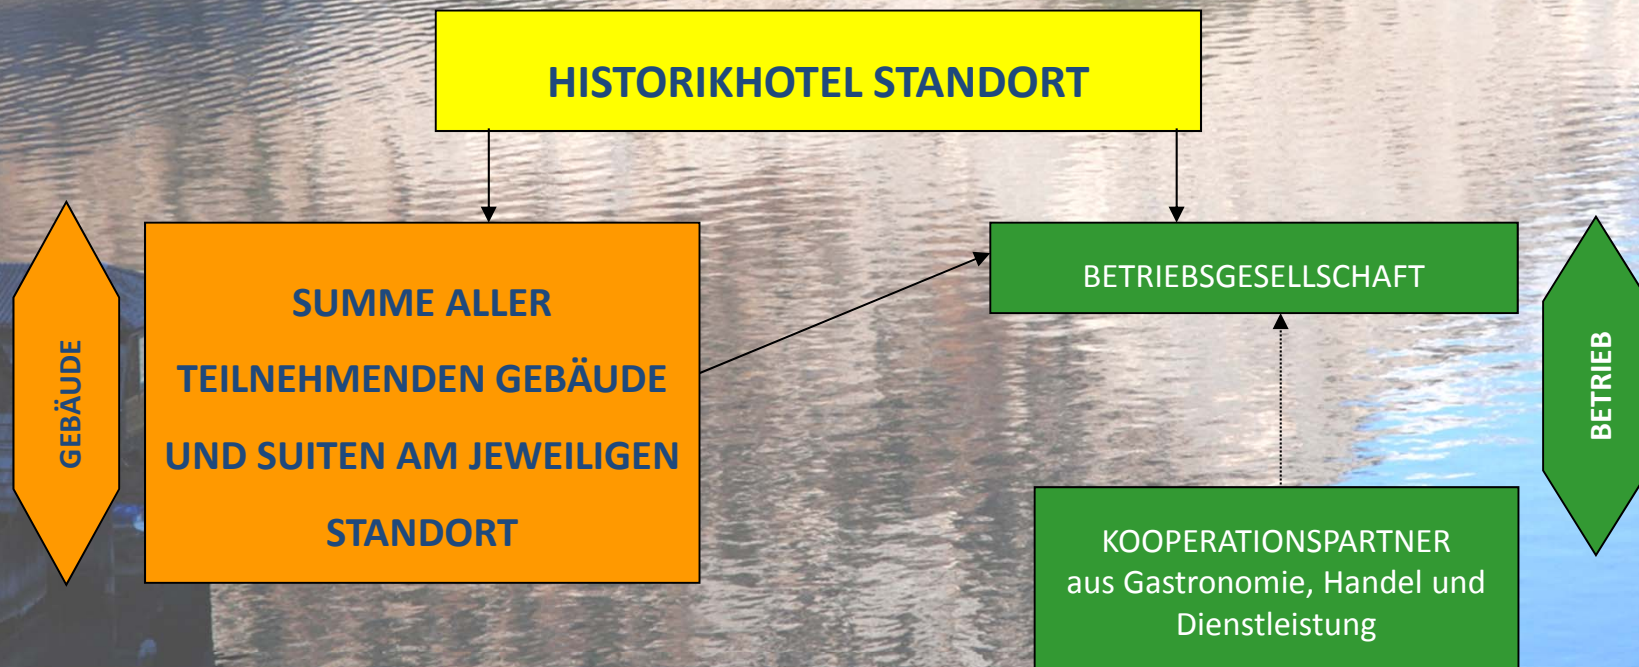 HISTORIKHOTEL STANDORT
GEBÄUDE
SUMME ALLER
TEILNEHMENDEN GEBÄUDE
UND SUITEN AM JEWEILIGEN
STANDORT
BETRIEBSGESELLSCHAFT
BETRIEB
KOOPERATIONSPARTNER
aus Gastronomie, Handel und
Dienstleistung